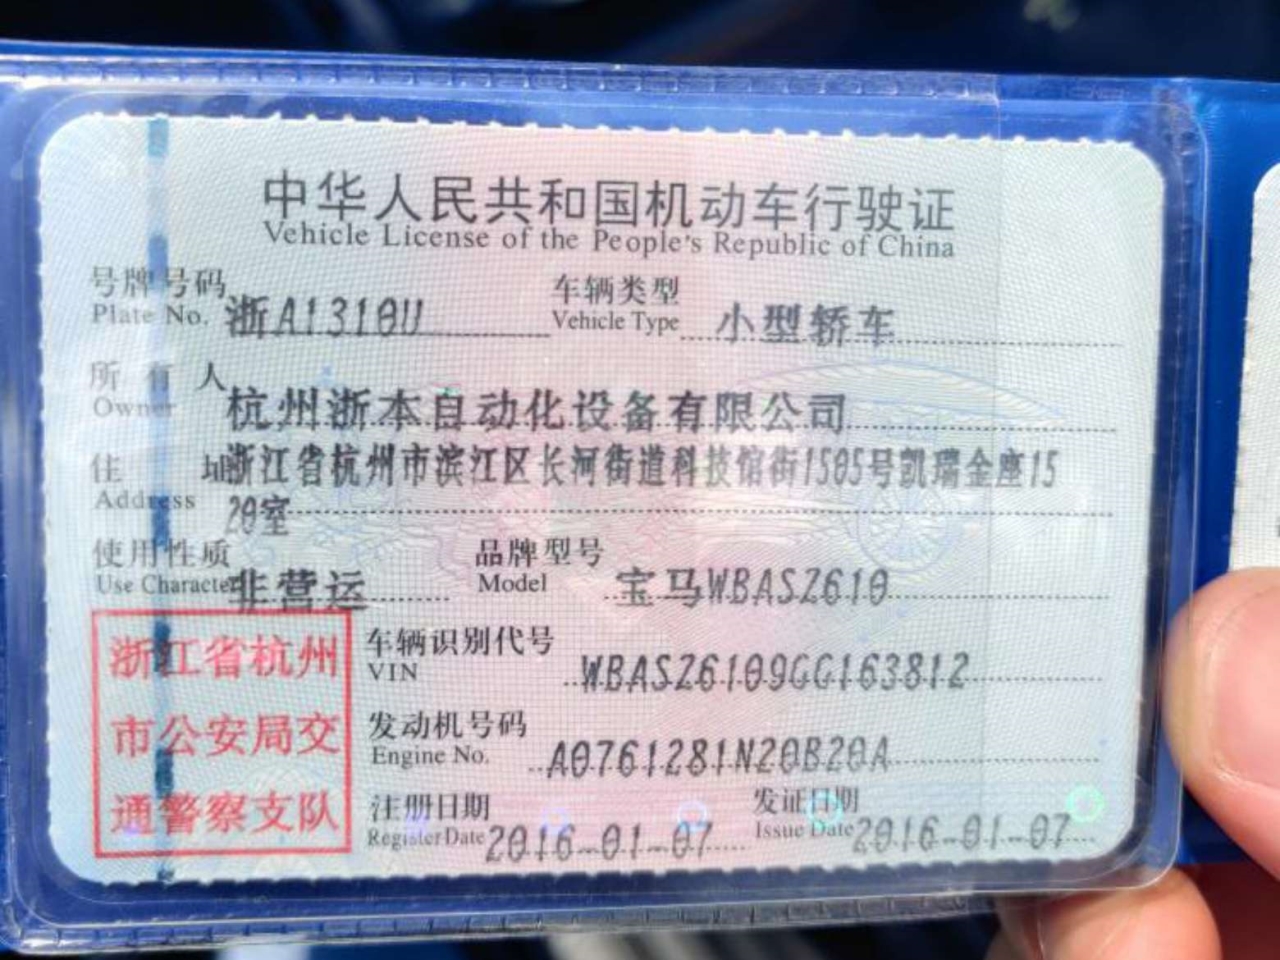 中华人民共和国机动车行驶证
Vehicle License of the People's Republic of China
号牌号码 浙A1310U 车辆类型 小型轿车
Plate No. Vehicle Type
所有人 杭州浙本自动化设备有限公司
Owner
住址 浙江省杭州市滨江区长河街道科技馆街1505号凯瑞金座15
Address 20室
使用性质 非营运 品牌型号 宝马WBASZ610
Use Character Model
浙江省杭州
市公安局交
通警察支队
车辆识别代号 WBASZ6109GG163812
VIN
发动机号码 A0761281N20B20A
Engine No.
注册日期 2016-01-07 发证日期 2016-01-07
Register Date Issue Date